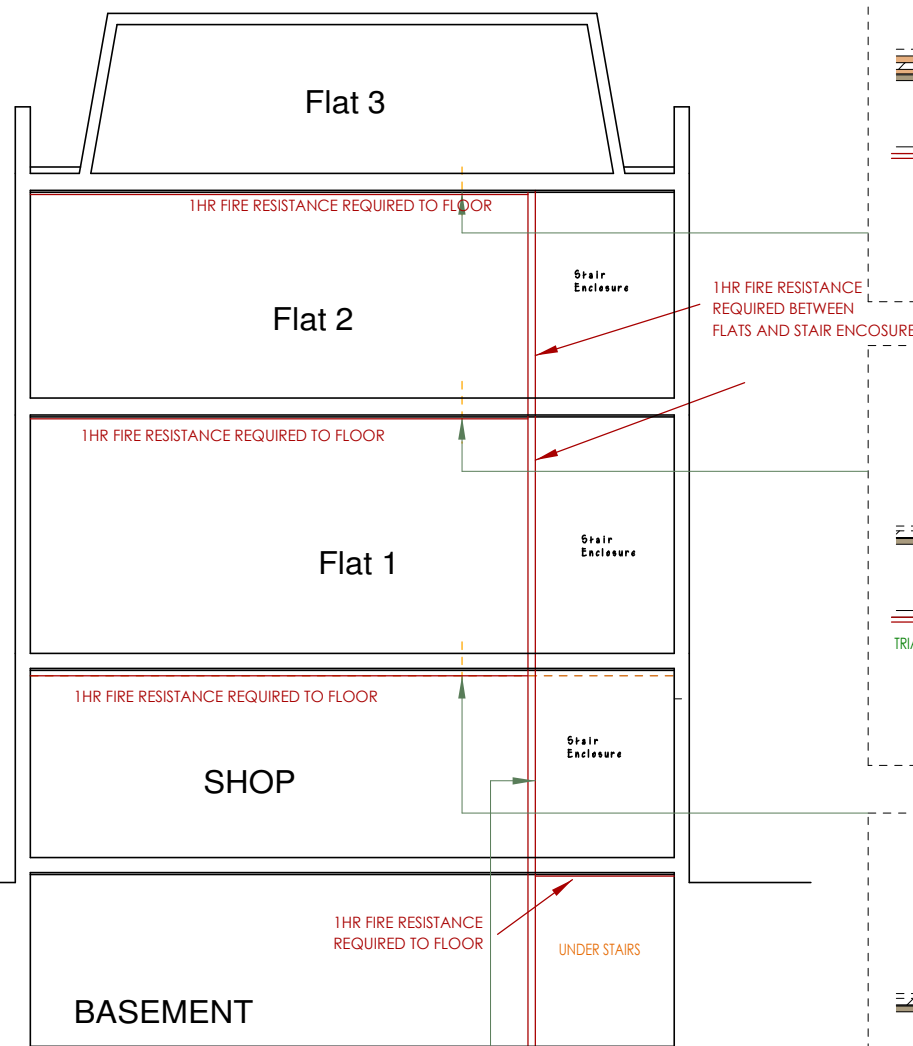 Flat 3
1HR FIRE RESISTANCE REQUIRED TO FLOOR
Stair
Enclosure
1HR FIRE RESISTANCE
REQUIRED BETWEEN
FLATS AND STAIR ENCOSURE
Flat 2
1HR FIRE RESISTANCE REQUIRED TO FLOOR
Stair
Enclosure
Flat 1
TRIA
1HR FIRE RESISTANCE REQUIRED TO FLOOR
Stair
Enclosure
SHOP
1HR FIRE RESISTANCE
REQUIRED TO FLOOR
UNDER STAIRS
BASEMENT